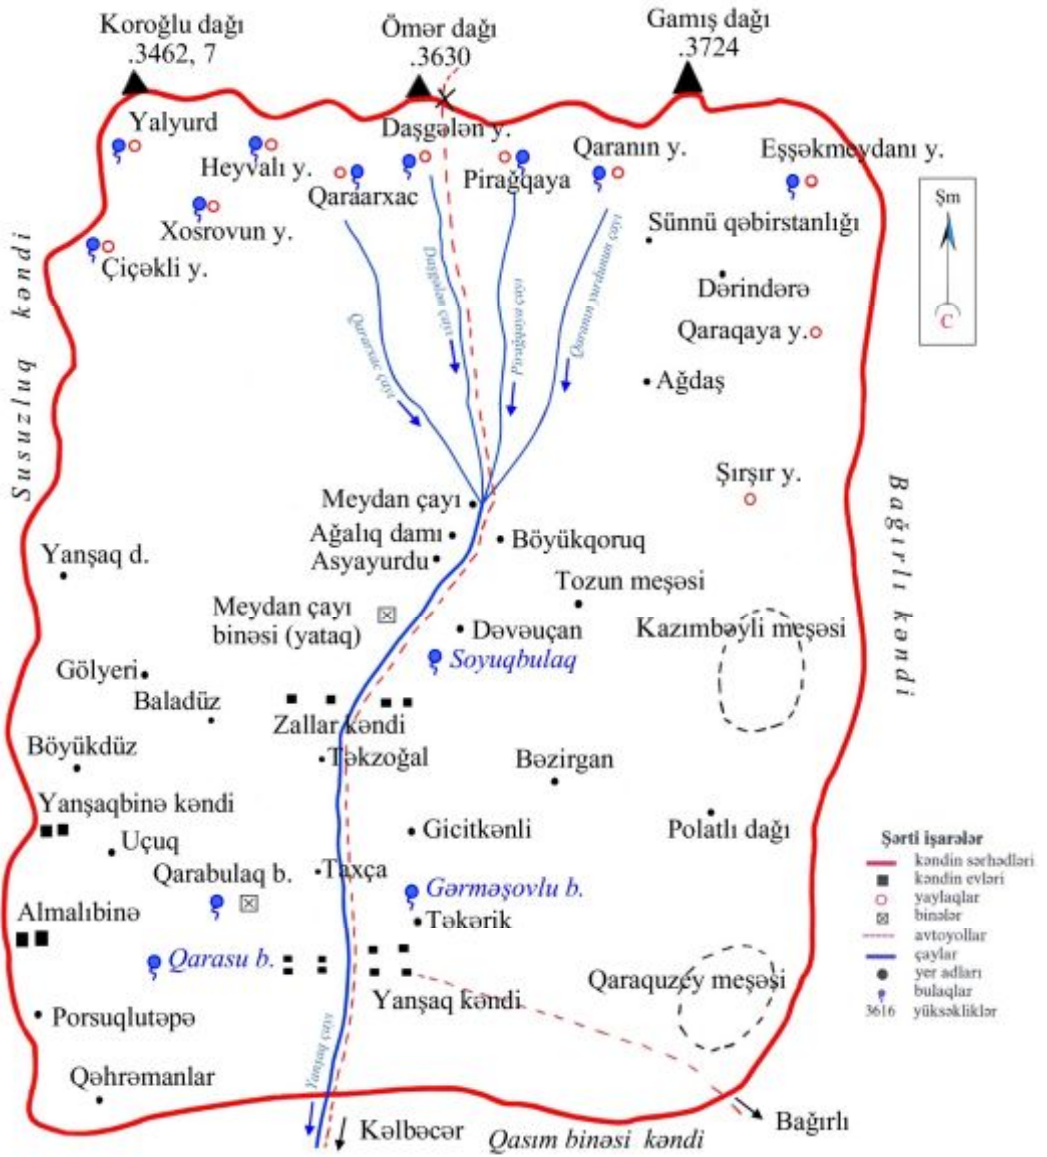 Koroğlu dağı
.3462, 7
Ömər dağı
.3630
Gamış dağı
.3724
Yalyurd
Heyvalı y.
Xosrovun y.
Çiçəkli y.
Qaraarxac
Daşgələn y.
Pirağqaya
Qaranın y.
Eşşəkmeydanı y.
Sünnü qəbirstanlığı
Dərindərə
Qaraqaya y.
Ağdaş
Şırşır y.
Şm
C
Susuzluq kəndi
Bağırlı kəndi
Qararxac çayı
Daşgələn çayı
Pirağqaya çayı
Qaranın yurdunun çayı
Meydan çayı
Ağalıq damı
Asyayurdu
Böyükqoruq
Yanşaq d.
Tozun meşəsi
Meydan çayı
binəsi (yataq)
Dəvəuçan
Kazımbəyli meşəsi
Soyuqbulaq
Gölyeri
Baladüz
Zallar kəndi
Böyükdüz
Təkzoğal
Bəzirgan
Yanşaqbinə kəndi
Uçuq
Gicitkənli
Polatlı dağı
Qarabulaq b.
Taxça
Gərməşovlu b.
Almalıbinə
Təkərik
Qarasu b.
Yanşaq kəndi
Qaraquzey meşəsi
Porsuqlutəpə
Qəhrəmanlar
Yanşaq çayı
Kəlbəcər
Qasım binəsi kəndi
Bağırlı
Şərti işarələr
kəndin sərhədləri
kəndin evləri
yaylaqlar
binələr
avtoyollar
çaylar
yer adları
bulaqlar
3616 yüksəkliklər